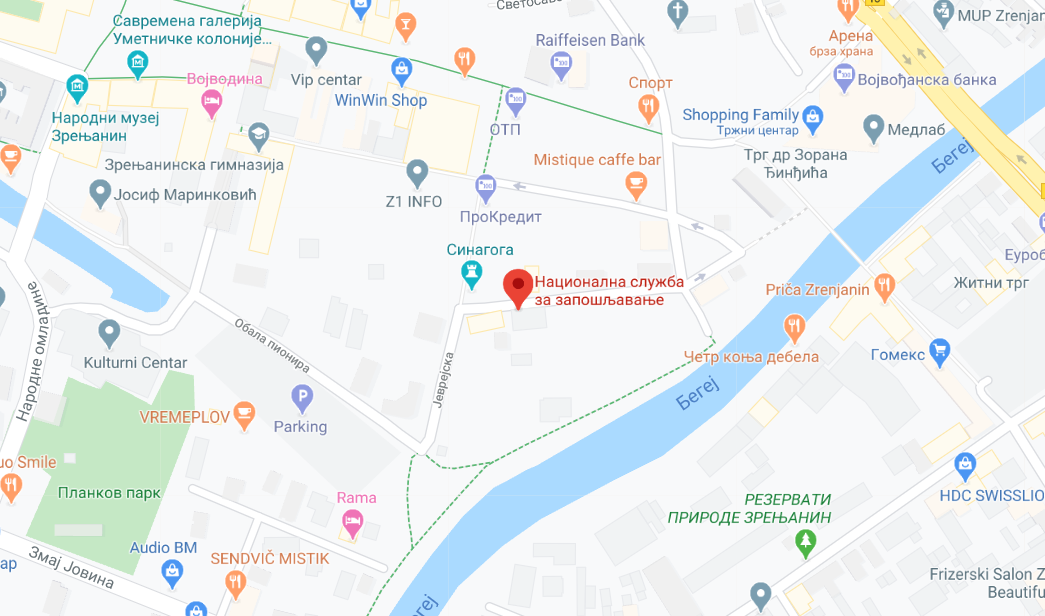 Светосав
Савремена галерија
Уметничке колоније...
MUP Zrenjar
Арена
брза храна
Raiffeisen Bank
Vip centar
Војводина
Војвођанска банка
Спорт
WinWin Shop
Народни музеј
Зрењанин
ОТП
Shopping Family
Тржни центар
Медлаб
Бегеј
Зрењанинска гимназија
Mistique caffe bar
Трг др Зорана
Ђинђића
Јосиф Маринковић
Z1 INFO
ПроКредит
Синагога
Еуроб
Национална служба
за запошљавање
Житни трг
Priča Zrenjanin
Народне омладине
Обала пионира
Kulturni Centar
Четр коња дебела
Гомекс
Јеврејска
Бегеј
VREMEPLOV
Parking
uo Smile
Планков парк
Rama
РЕЗЕРВАТИ
ПРИРОДЕ ЗРЕЊАНИН
HDC SWISSLIO
Змај Јовина
Audio BM
SENDVIČ MISTIK
ар
Frizerski Salon Z
Beautifu
геј